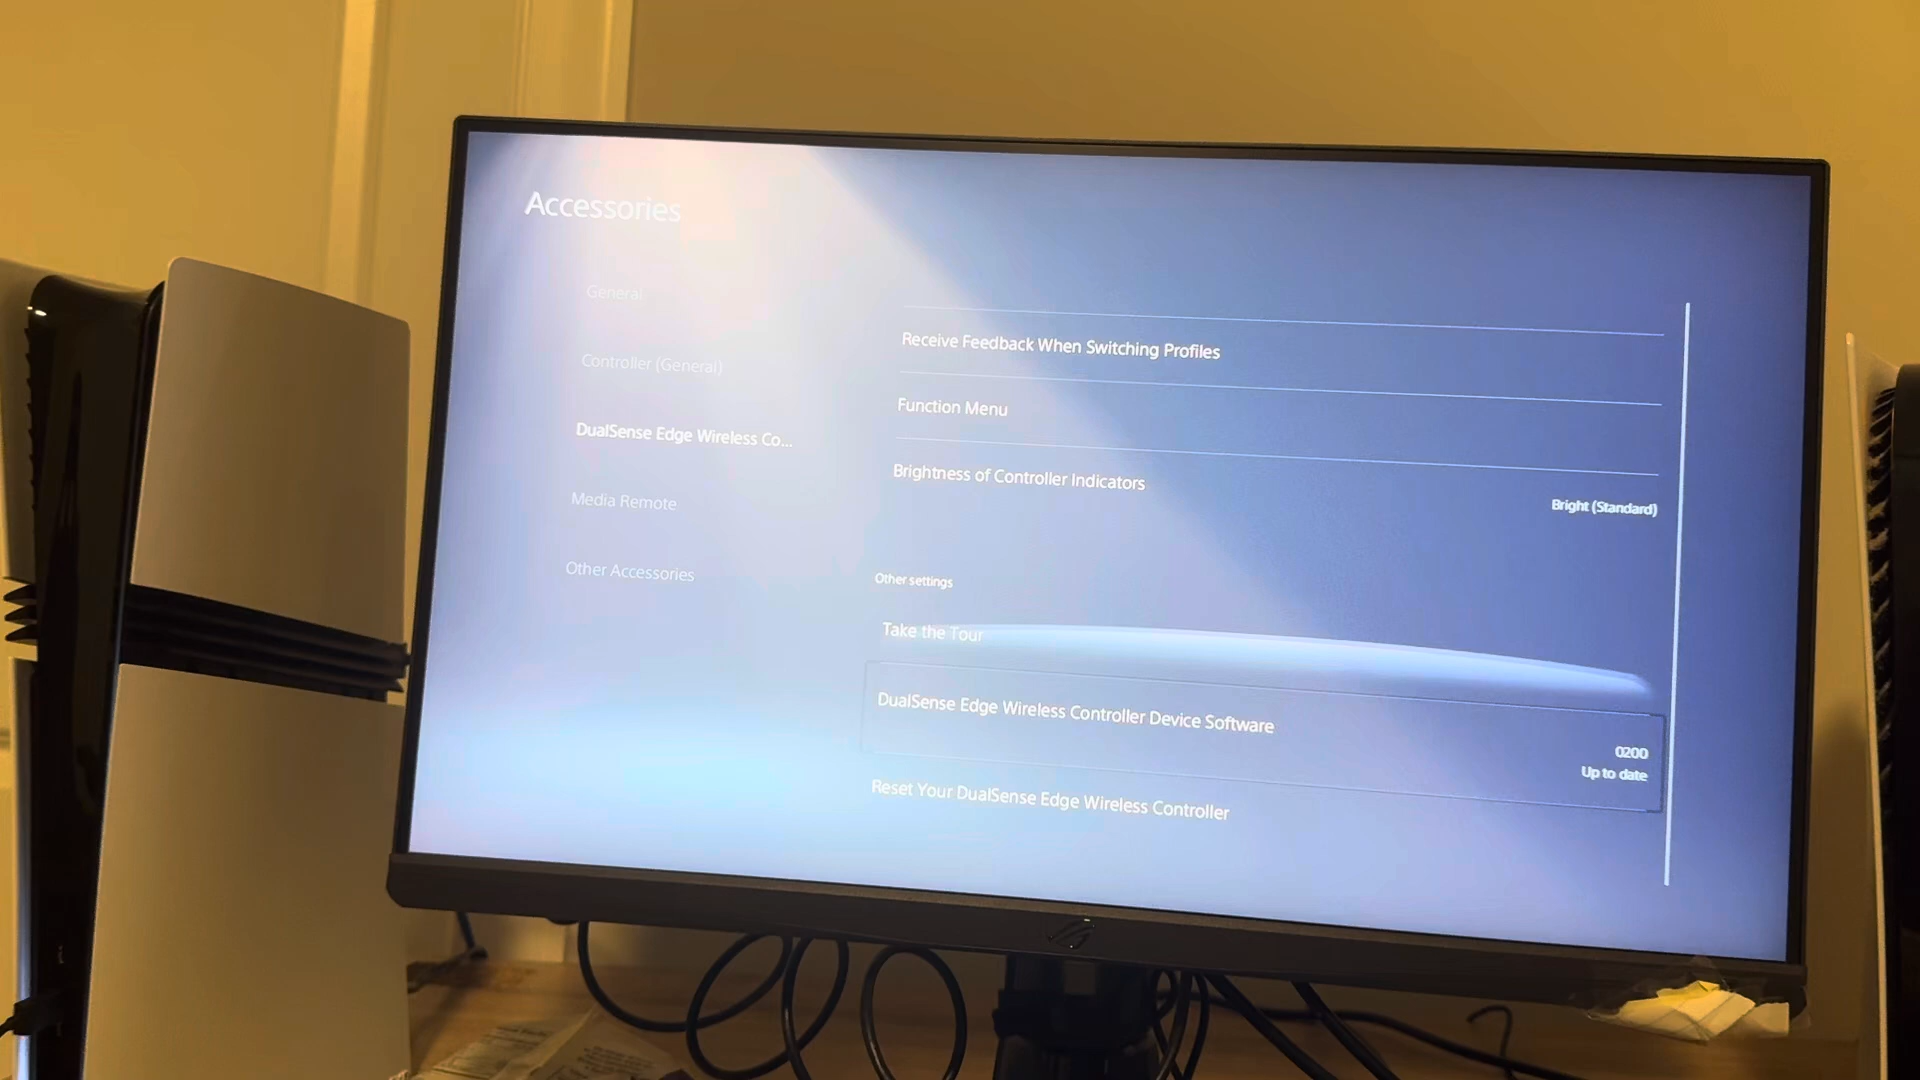 Accessories
General
Controller (General)
DualSense Edge Wireless Co...
Media Remote
Other Accessories
Receive Feedback When Switching Profiles
Function Menu
Brightness of Controller Indicators
Bright (Standard)
Other settings
Take the Tour
DualSense Edge Wireless Controller Device Software
0200
Up to date
Reset Your DualSense Edge Wireless Controller